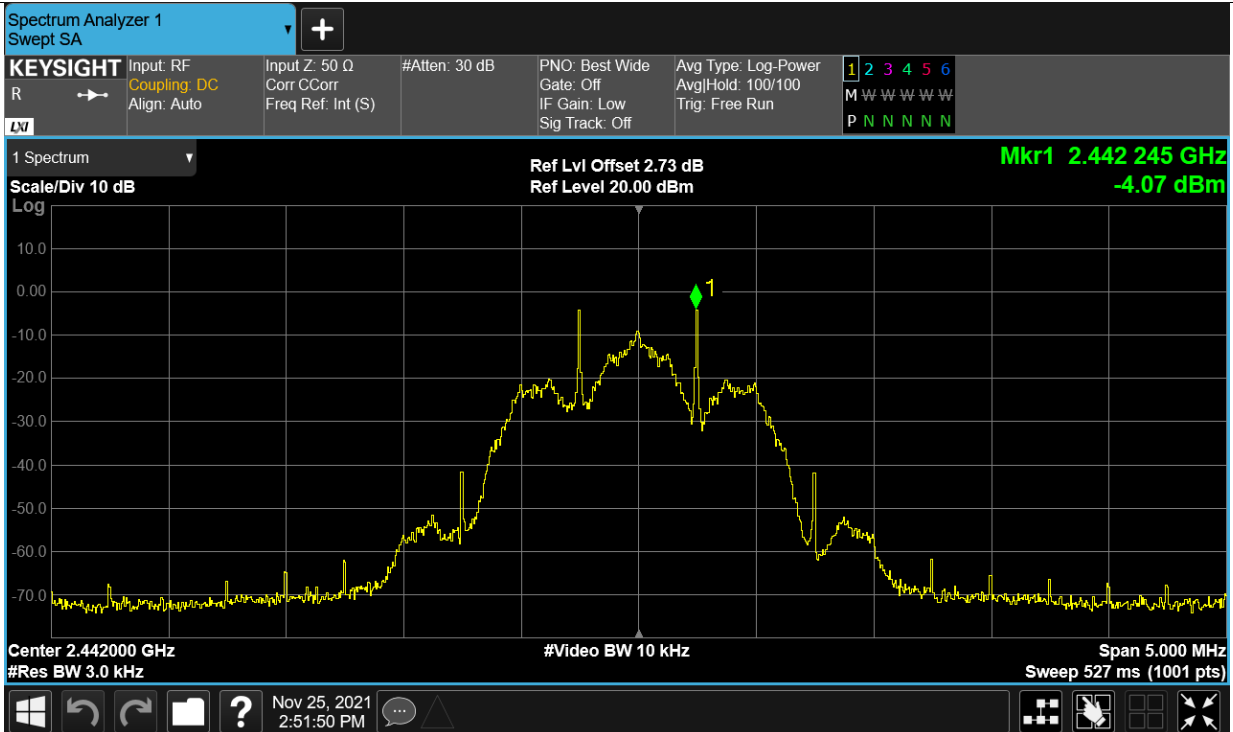 Spectrum Analyzer 1
Swept SA
KEYSIGHT
R
LXI
Input: RF
Coupling: DC
Align: Auto
Input Z: 50 Ω
Corr CCorr
Freq Ref: Int (S)
#Atten: 30 dB
PNO: Best Wide
Gate: Off
IF Gain: Low
Sig Track: Off
Avg Type: Log-Power
Avg|Hold: 100/100
Trig: Free Run
1 2 3 4 5 6
M W W W W W
P N N N N N
1 Spectrum
Scale/Div 10 dB
Log
Ref Lvl Offset 2.73 dB
Ref Level 20.00 dBm
Mkr1 2.442 245 GHz
-4.07 dBm
1
10.0
0.00
-10.0
-20.0
-30.0
-40.0
-50.0
-60.0
-70.0
Center 2.442000 GHz
#Res BW 3.0 kHz
#Video BW 10 kHz
Span 5.000 MHz
Sweep 527 ms (1001 pts)
?
Nov 25, 2021
2:51:50 PM